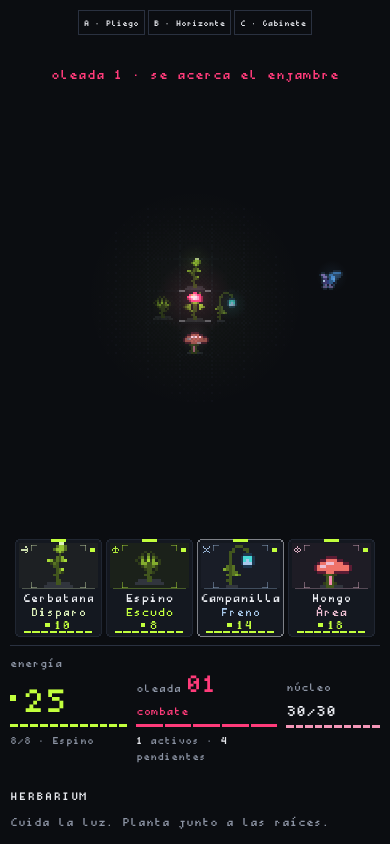 A · Pliego B · Horizonte C · Gabinete
oleada 1 · se acerca el enjambre
Cerbatana Espino Campanilla Hongo
Disparo Escudo Freno Área
10 8 14 18
energía
25
8/8 · Espino
oleada 01
combate
1 activos · 4
pendientes
núcleo
30/30
HERBARIUM
Cuida la luz. Planta junto a las raíces.